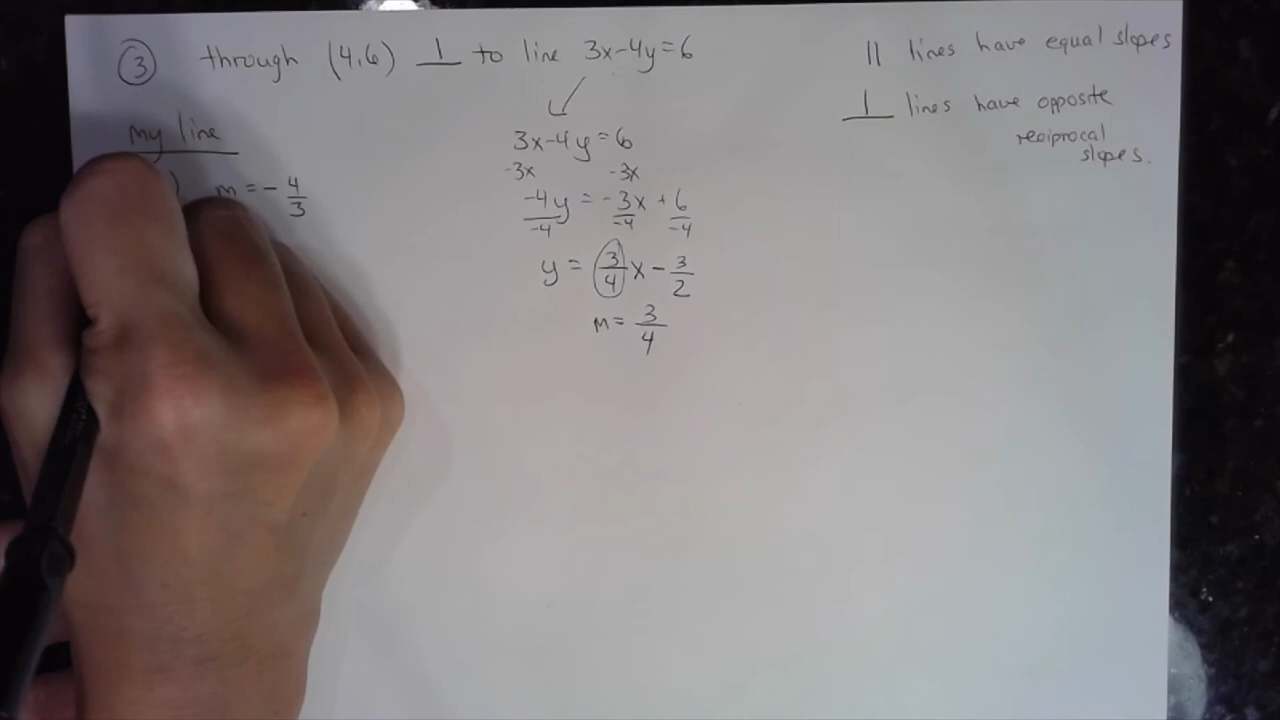 ③ through (4,6) ⊥ to line 3x-4y=6
|| lines have equal slopes
⊥ lines have opposite
reciprocal
slopes.
my line
) m = - 4/3
3x-4y=6
-3x -3x
-4y/-4 = -3x/-4 + 6/-4
y = 3/4 x - 3/2
m = 3/4